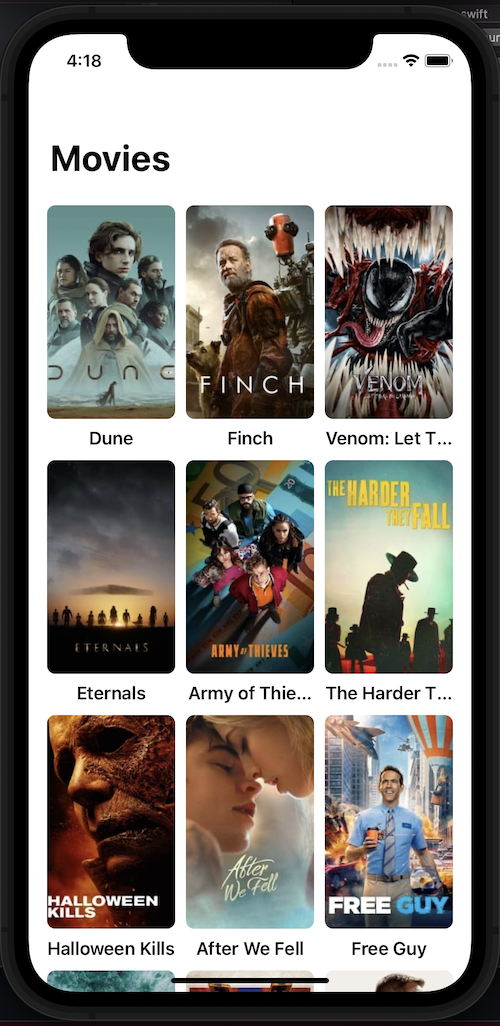 swift
4:18
Movies
DUNC
FINCH
VENOM
Dune
Finch
Venom: Let T...
ETERNALS
ARMY OF THIEVES
THE HARDER
THEY FALL
Eternals
Army of Thie...
The Harder T...
HALLOWEEN
KILLS
After
We Fell
FREE GUY
Halloween Kills
After We Fell
Free Guy